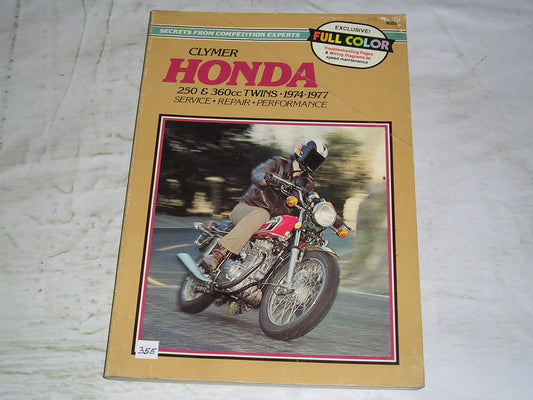 SECRETS FROM COMPETITION EXPERTS
EXCLUSIVE!
FULL COLOR
Troubleshooting Pages
& Wiring Diagrams to
speed maintenance
CLYMER
HONDA
250 & 360cc TWINS • 1974-1977
SERVICE • REPAIR • PERFORMANCE
355